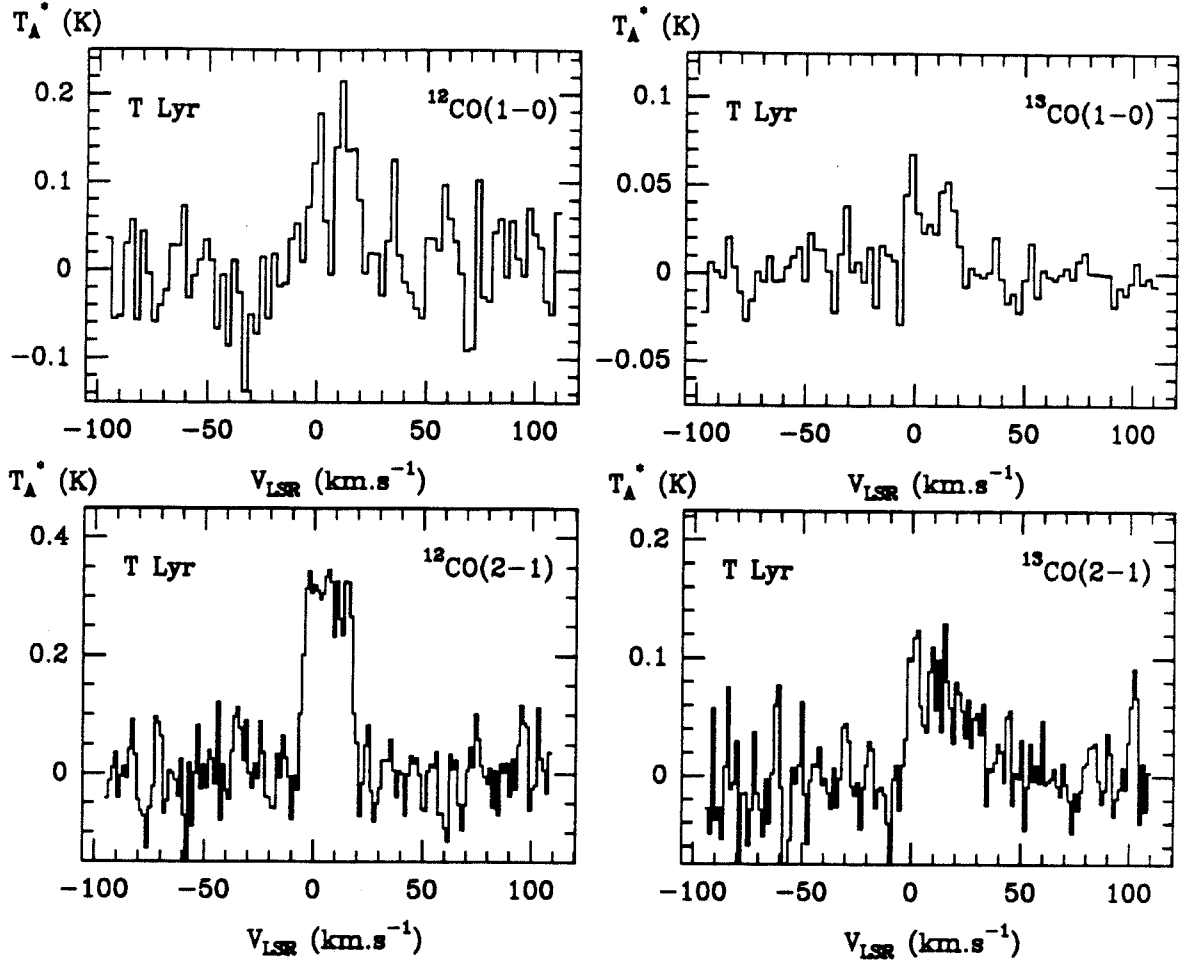 T_A^* (K)
T Lyr
¹²CO(1−0)
0.2
0.1
0
−0.1
−100 −50 0 50 100
V_LSR (km.s⁻¹)
T_A^* (K)
T Lyr
¹³CO(1−0)
0.1
0.05
0
−0.05
−100 −50 0 50 100
V_LSR (km.s⁻¹)
T_A^* (K)
T Lyr
¹²CO(2−1)
0.4
0.2
0
−100 −50 0 50 100
V_LSR (km.s⁻¹)
T_A^* (K)
T Lyr
¹³CO(2−1)
0.2
0.1
0
−100 −50 0 50 100
V_LSR (km.s⁻¹)